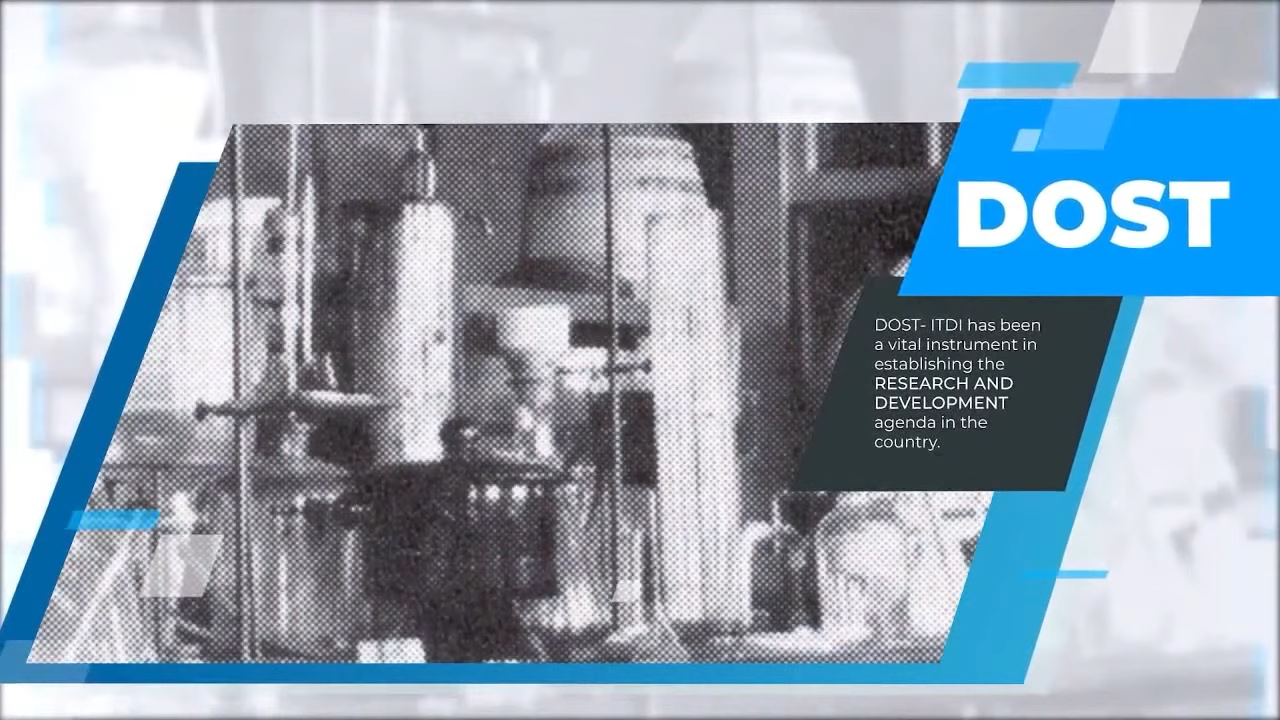 DOST
DOST- ITDI has been
a vital instrument in
establishing the
RESEARCH AND
DEVELOPMENT
agenda in the
country.